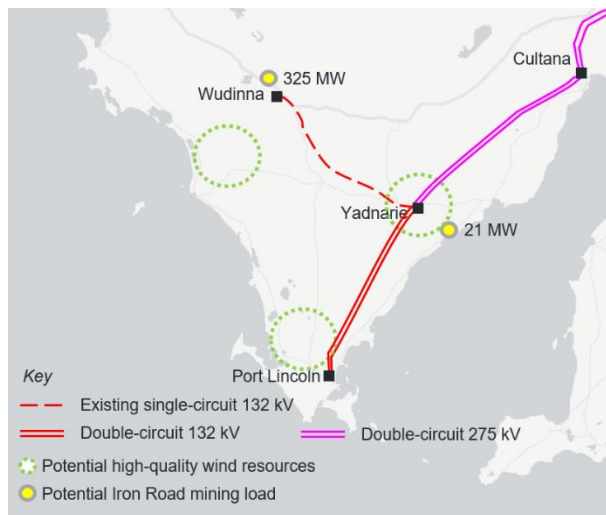 Cultana
325 MW
Wudinna
Yadnarie
21 MW
Port Lincoln
Key
Existing single-circuit 132 kV
Double-circuit 132 kV
Double-circuit 275 kV
Potential high-quality wind resources
Potential Iron Road mining load